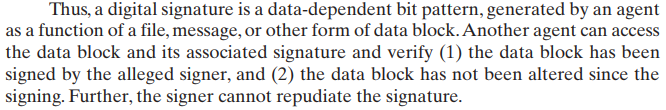 Thus, a digital signature is a data-dependent bit pattern, generated by an agent
as a function of a file, message, or other form of data block. Another agent can access
the data block and its associated signature and verify (1) the data block has been
signed by the alleged signer, and (2) the data block has not been altered since the
signing. Further, the signer cannot repudiate the signature.